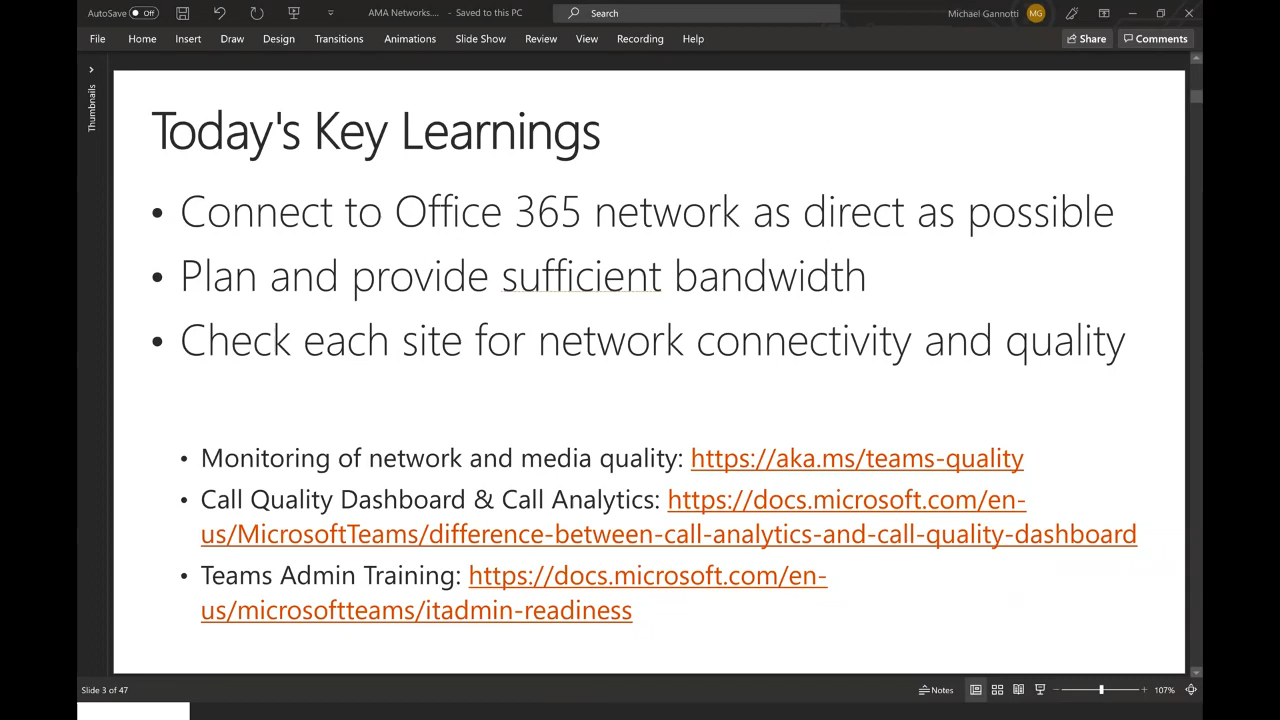 AutoSave Off AMA Networks.... - Saved to this PC Search Michael Gannotti MG
File Home Insert Draw Design Transitions Animations Slide Show Review View Recording Help Share Comments
Thumbnails
Today's Key Learnings
• Connect to Office 365 network as direct as possible
• Plan and provide sufficient bandwidth
• Check each site for network connectivity and quality
• Monitoring of network and media quality: https://aka.ms/teams-quality
• Call Quality Dashboard & Call Analytics: https://docs.microsoft.com/en-
us/MicrosoftTeams/difference-between-call-analytics-and-call-quality-dashboard
• Teams Admin Training: https://docs.microsoft.com/en-
us/microsoftteams/itadmin-readiness
Slide 3 of 47 Notes 107%